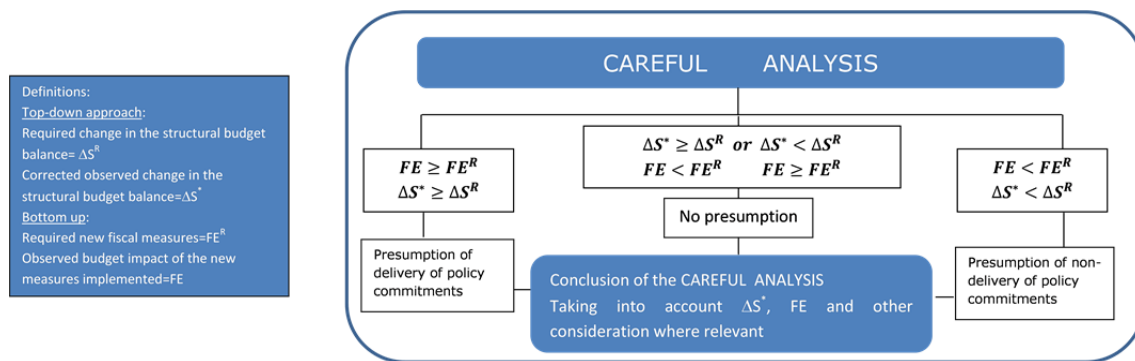 Definitions:
Top-down approach:
Required change in the structural budget
balance= ΔS^R
Corrected observed change in the
structural budget balance=ΔS^*
Bottom up:
Required new fiscal measures=FE^R
Observed budget impact of the new
measures implemented=FE
CAREFUL ANALYSIS
FE ≥ FE^R
ΔS^* ≥ ΔS^R
ΔS^* ≥ ΔS^R or ΔS^* < ΔS^R
FE < FE^R FE ≥ FE^R
FE < FE^R
ΔS^* < ΔS^R
No presumption
Presumption of
delivery of policy
commitments
Conclusion of the CAREFUL ANALYSIS
Taking into account ΔS^*, FE and other
consideration where relevant
Presumption of non-
delivery of policy
commitments